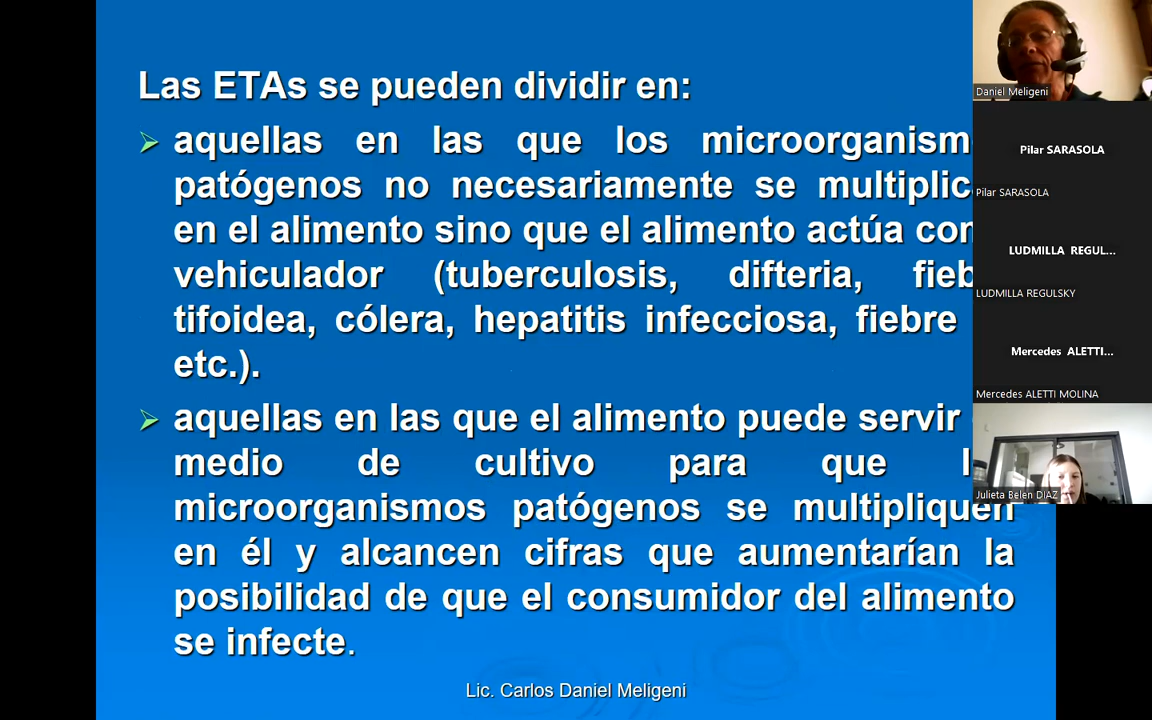 Las ETAs se pueden dividir en:
aquellas en las que los
patógenos no necesariamente se
en el alimento sino que el alimento actúa
vehiculador (tuberculosis, difteria,
tifoidea, cólera, hepatitis infecciosa, fiebre
etc.).
aquellas en las que el alimento puede servir
medio de cultivo para que
microorganismos patógenos se multipliquen
en él y alcancen cifras que aumentarían la
posibilidad de que el consumidor del alimento
se infecte.
Lic. Carlos Daniel Meligeni
Daniel Meligeni
Pilar SARASOLA
Pilar SARASOLA
LUDMILLA REGUL...
LUDMILLA REGULSKY
Mercedes ALETTI...
Mercedes ALETTI MOLINA
Julieta Belen DIAZ